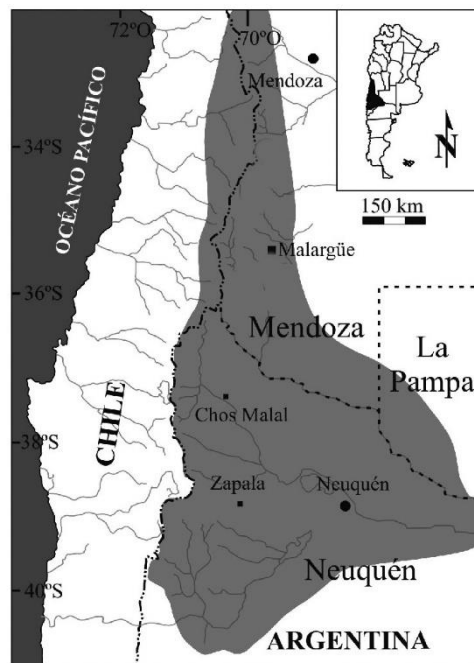 72°O
70°O
Mendoza
N
150 km
34°S
OCÉANO PACÍFICO
Malargüe
36°S
Mendoza
La
Pampa
CHILE
Chos Malal
38°S
Zapala
Neuquén
Neuquén
40°S
ARGENTINA